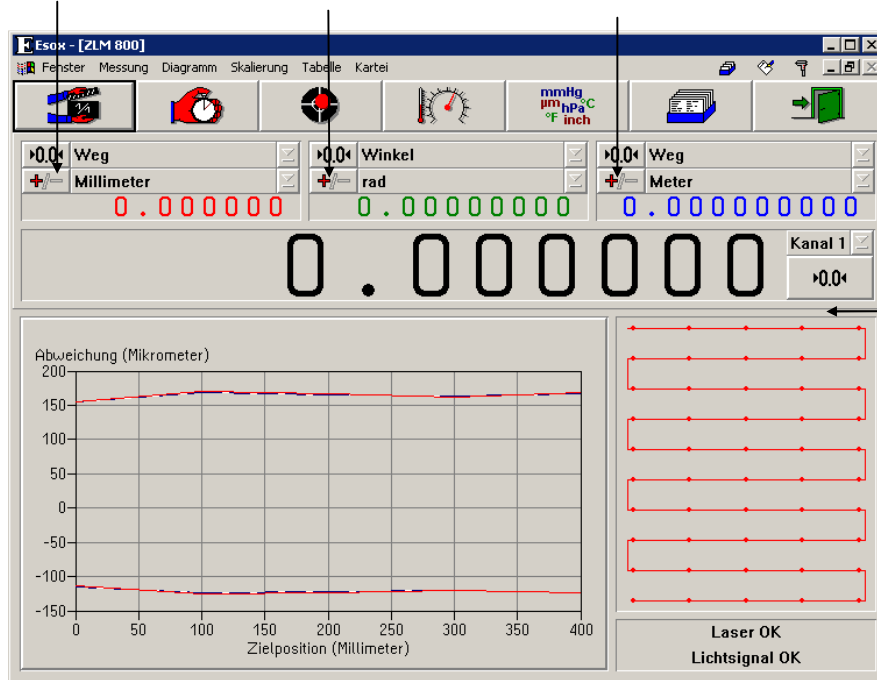 Esox - [ZLM 800]
Fenster Messung Diagramm Skalierung Tabelle Kartei
1/1
mmHg
µm hPa °C
°F inch
0.0 Weg
0.0 Winkel
0.0 Weg
+/- Millimeter
+/- rad
+/- Meter
0.000000
0.00000000
0.000000000
0.000000
Kanal 1
0.0
Abweichung (Mikrometer)
200
150
100
50
0
-50
-100
-150
0 50 100 150 200 250 300 350 400
Zielposition (Millimeter)
Laser OK
Lichtsignal OK